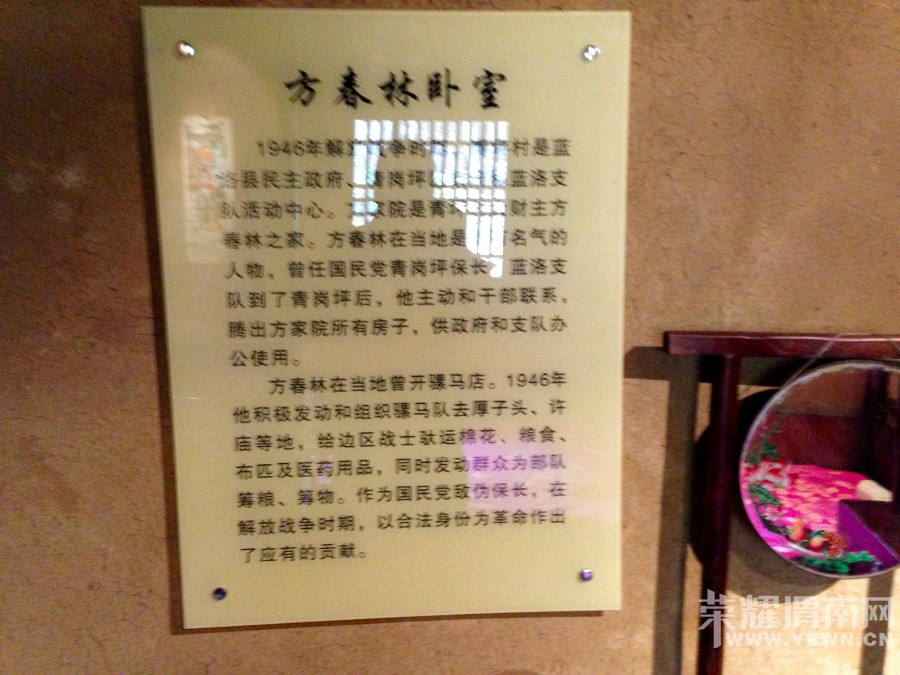 方春林卧室
1946年解放战争时 村是蓝
洛县民主政府、青岗坪区 蓝洛支
队活动中心。方家院是青坪 财主方
春林之家。方春林在当地是 有名气的
人物，曾任国民党青岗坪保长。蓝洛支
队到了青岗坪后，他主动和干部联系，
腾出方家院所有房子，供政府和支队办
公使用。
方春林在当地曾开骡马店。1946年
他积极发动和组织骡马队去厚子头、许
庙等地，给边区战士驮运棉花、粮食、
布匹及医药用品，同时发动群众为部队
筹粮、筹物。作为国民党敌伪保长，在
解放战争时期，以合法身份为革命作出
了应有的贡献。
荣耀渭南网
WWW.YEWN.CN